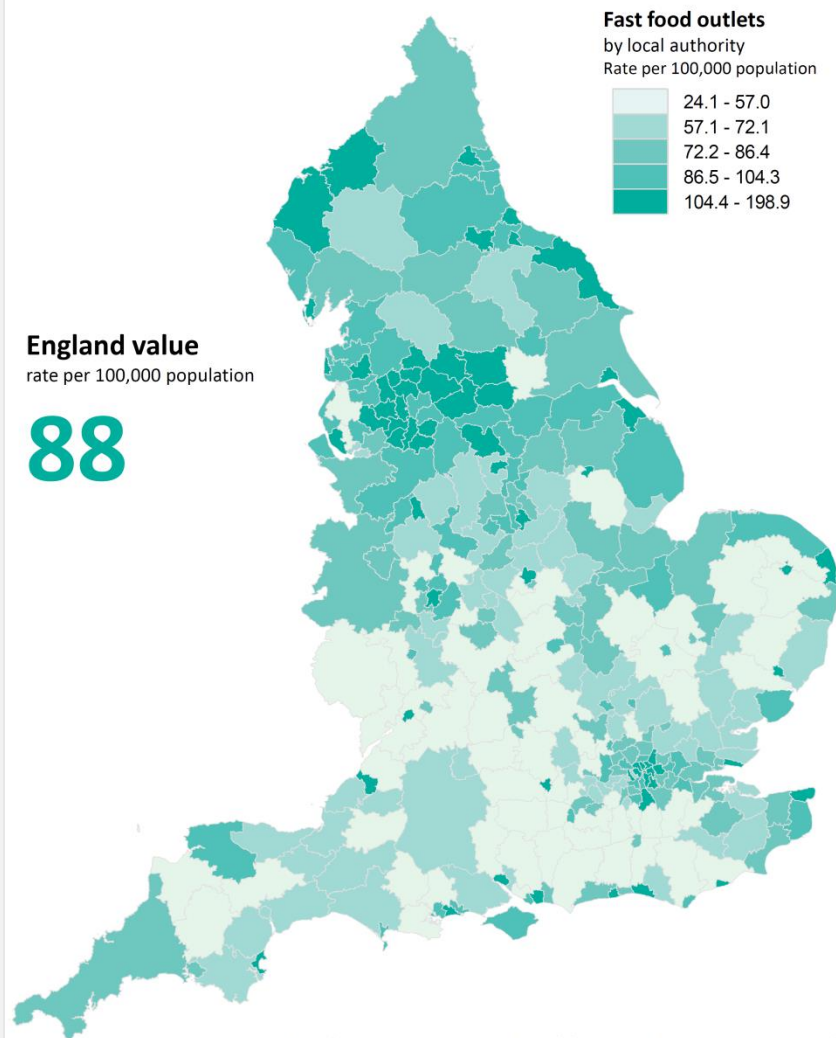 Fast food outlets
by local authority
Rate per 100,000 population
24.1 - 57.0
57.1 - 72.1
72.2 - 86.4
86.5 - 104.3
104.4 - 198.9
England value
rate per 100,000 population
88